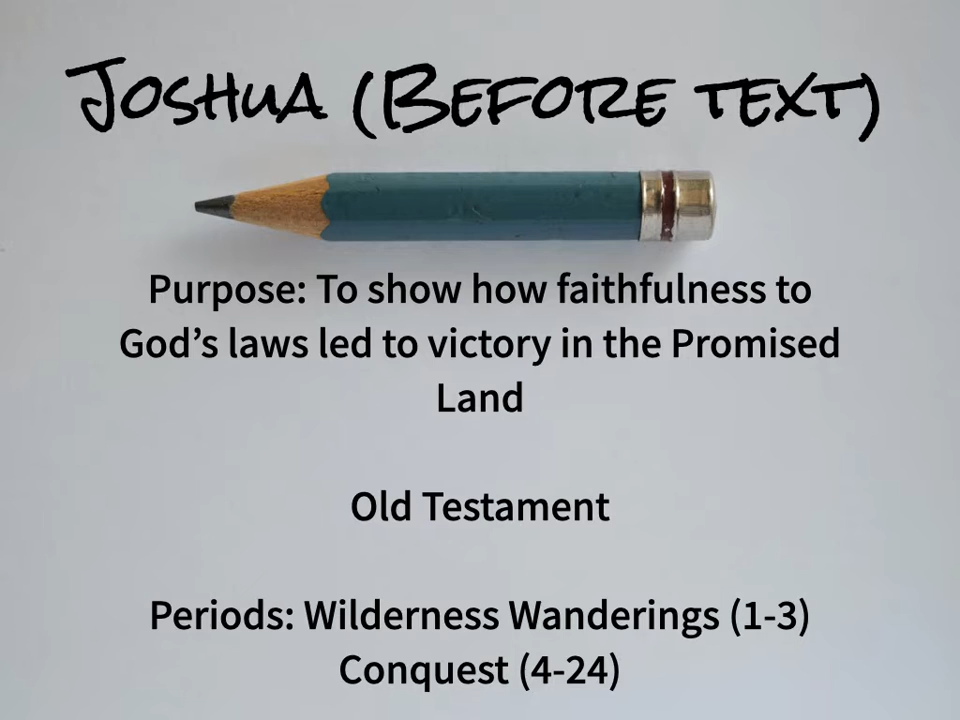 Joshua (Before text)
Purpose: To show how faithfulness to
God’s laws led to victory in the Promised
Land
Old Testament
Periods: Wilderness Wanderings (1-3)
Conquest (4-24)